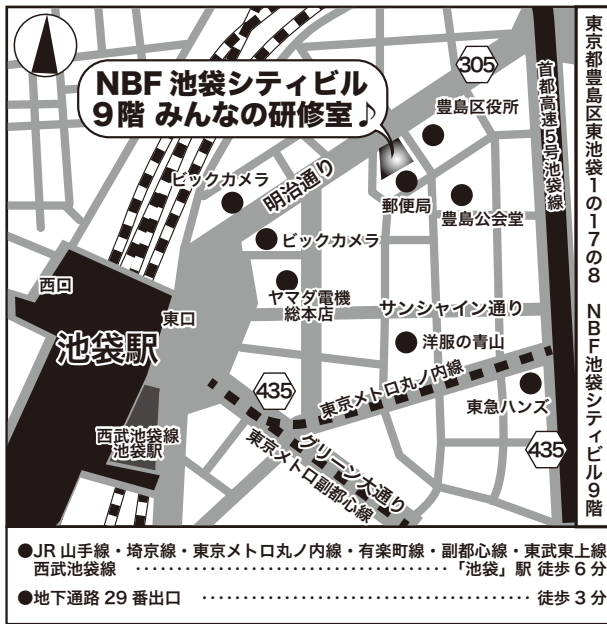 NBF 池袋シティビル
9階 みんなの研修室♪
305
豊島区役所
首都高速5号池袋線
東京都豊島区東池袋1の17の8 NBF池袋シティビル9階
ビックカメラ
明治通り
郵便局
豊島公会堂
ビックカメラ
西口
東口
ヤマダ電機
総本店
サンシャイン通り
池袋駅
洋服の青山
435
東京メトロ丸ノ内線
東急ハンズ
西武池袋線
池袋駅
グリーン大通り
東京メトロ副都心線
435
●JR 山手線・埼京線・東京メトロ丸ノ内線・有楽町線・副都心線・東武東上線
西武池袋線 ‥‥‥‥‥‥‥‥‥‥‥‥‥‥‥‥‥‥ 「池袋」駅 徒歩 6 分
●地下通路 29 番出口 ‥‥‥‥‥‥‥‥‥‥‥‥‥‥‥‥‥‥ 徒歩 3 分